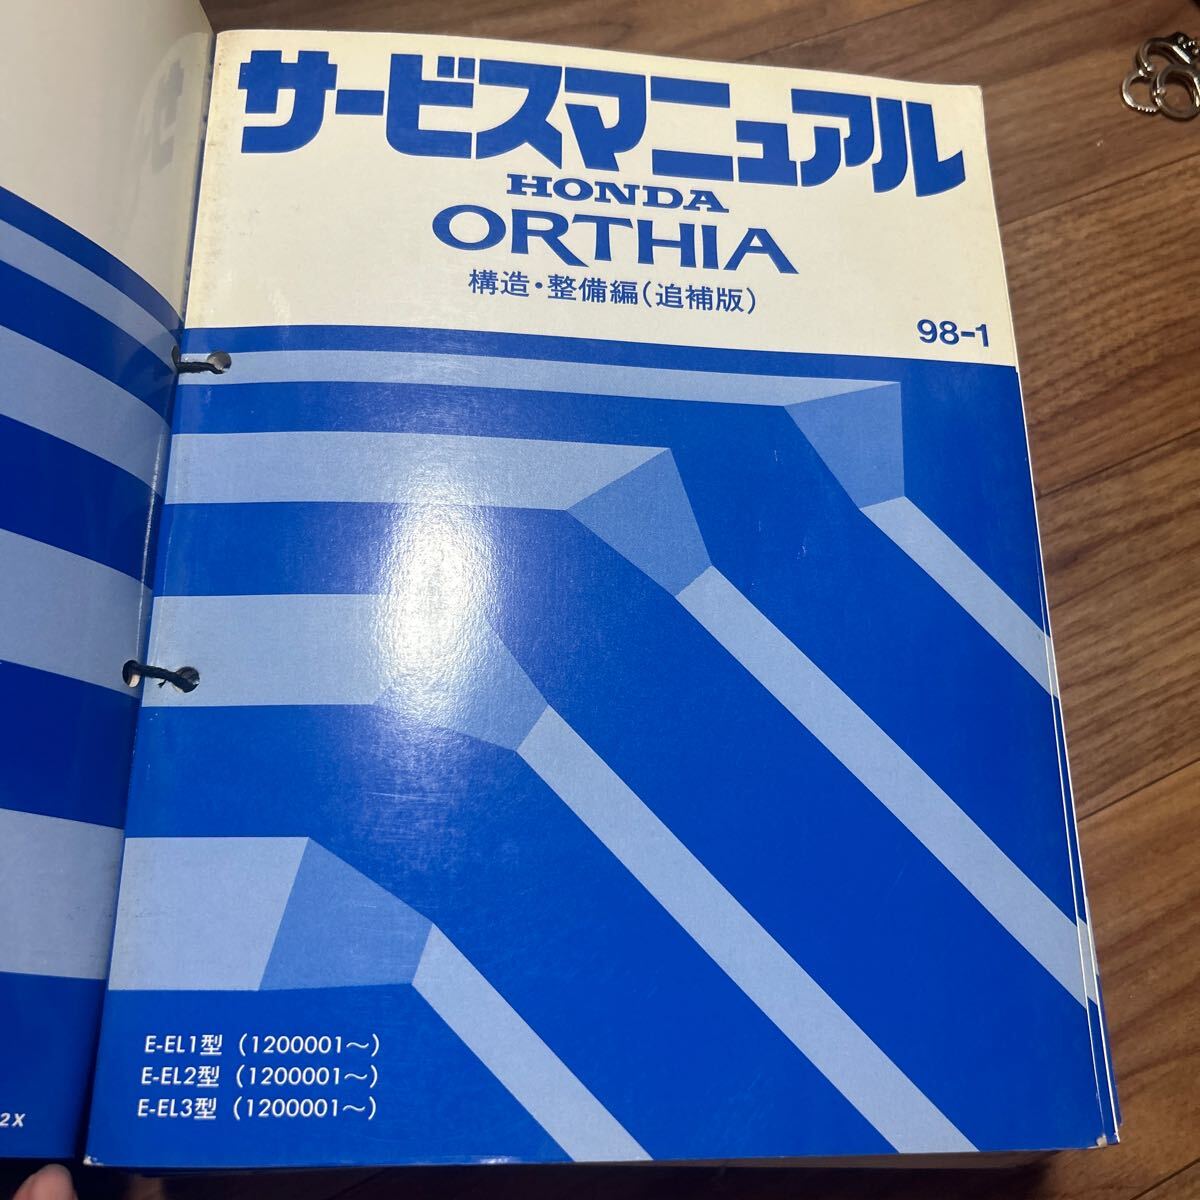 サービスマニュアル
HONDA
ORTHIA
構造・整備編(追補版)
98-1
E-EL1型 (1200001〜)
E-EL2型 (1200001〜)
E-EL3型 (1200001〜)
2X